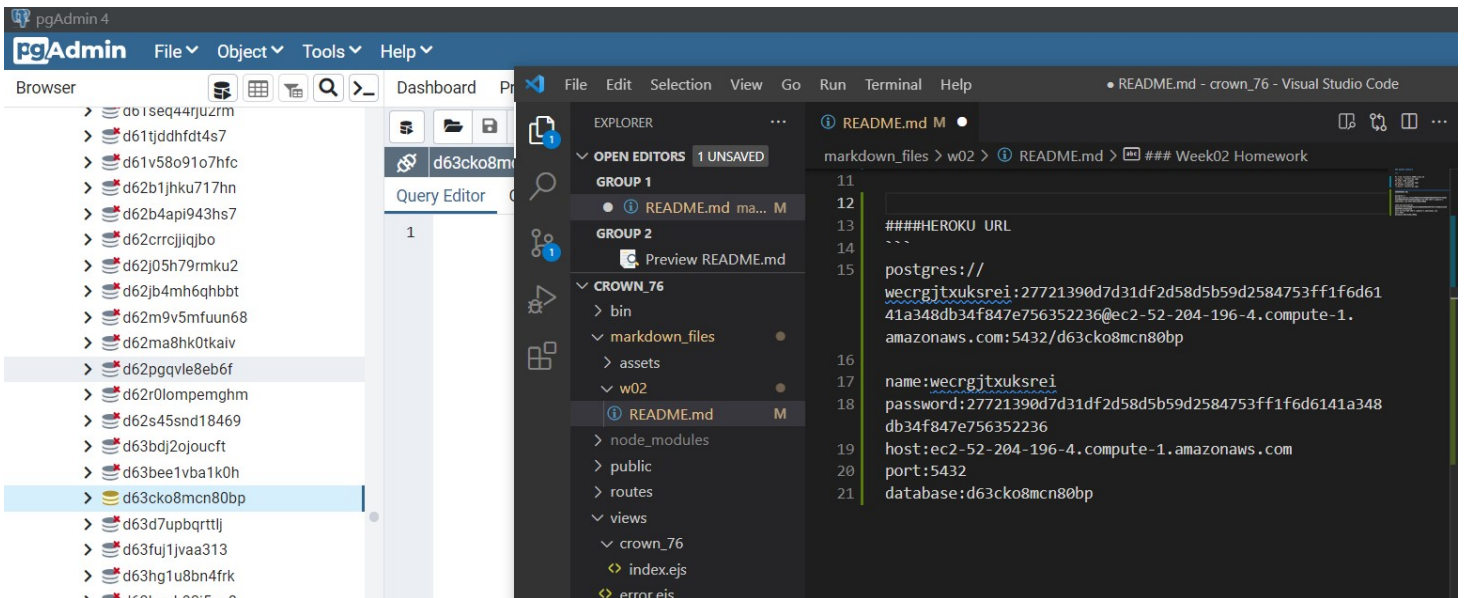 pgAdmin 4
pgAdmin File Object Tools Help
Browser
d61seq44rju2rm
d61tjddhfdt4s7
d61v58o91o7hfc
d62b1jhku717hn
d62b4api943hs7
d62crrcjjiqjbo
d62j05h79rmku2
d62jb4mh6qhbbt
d62m9v5mfuun68
d62ma8hk0tkaiv
d62pgqvle8eb6f
d62r0lompemghm
d62s45snd18469
d63bdj2ojoucft
d63bee1vba1k0h
d63cko8mcn80bp
d63d7upbqrttlj
d63fuj1jvaa313
d63hg1u8bn4frk
Dashboard
d63cko8m
Query Editor
1
File Edit Selection View Go Run Terminal Help ● README.md - crown_76 - Visual Studio Code
EXPLORER ···
OPEN EDITORS 1 UNSAVED
GROUP 1
README.md ma... M
GROUP 2
Preview README.md
CROWN_76
> bin
markdown_files
> assets
w02
README.md M
> node_modules
> public
> routes
views
crown_76
<> index.ejs
<> error.ejs
1
1
README.md M ●
markdown_files > w02 > README.md > ### Week02 Homework
11
12
13 ####HEROKU URL
14 ```
15 postgres://
wecrgjtxuksrei:27721390d7d31df2d58d5b59d2584753ff1f6d61
41a348db34f847e756352236@ec2-52-204-196-4.compute-1.
amazonaws.com:5432/d63cko8mcn80bp
16
17 name:wecrgjtxuksrei
18 password:27721390d7d31df2d58d5b59d2584753ff1f6d6141a348
db34f847e756352236
19 host:ec2-52-204-196-4.compute-1.amazonaws.com
20 port:5432
21 database:d63cko8mcn80bp